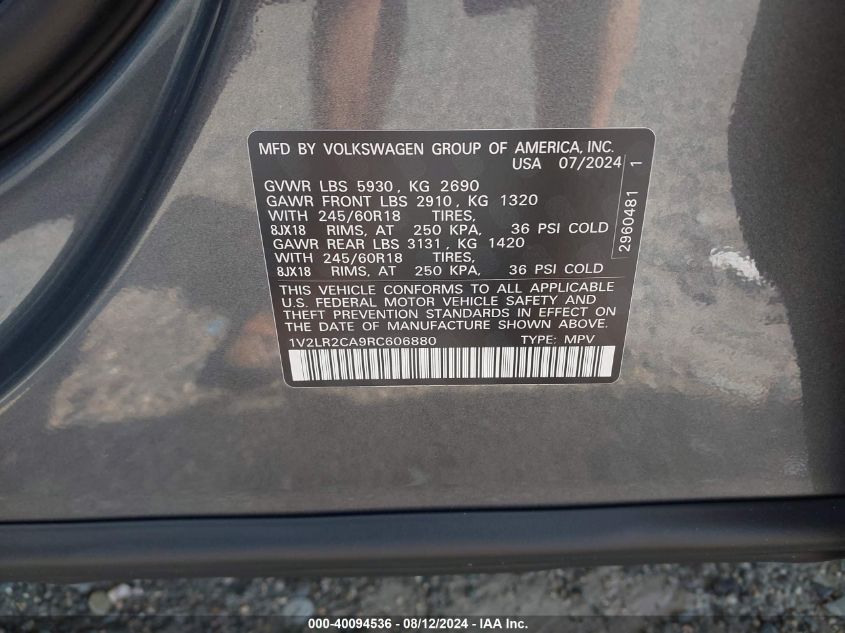 MFD BY VOLKSWAGEN GROUP OF AMERICA, INC.
USA 07/2024
GVWR LBS 5930, KG 2690
GAWR FRONT LBS 2910, KG 1320
WITH 245/60R18 TIRES,
8JX18 RIMS, AT 250 KPA, 36 PSI COLD
GAWR REAR LBS 3131, KG 1420
WITH 245/60R18 TIRES,
8JX18 RIMS, AT 250 KPA, 36 PSI COLD
2960481 1
THIS VEHICLE CONFORMS TO ALL APPLICABLE
U.S. FEDERAL MOTOR VEHICLE SAFETY AND
THEFT PREVENTION STANDARDS IN EFFECT ON
THE DATE OF MANUFACTURE SHOWN ABOVE.
1V2LR2CA9RC606880 TYPE: MPV
000-40094536 - 08/12/2024 - IAA Inc.